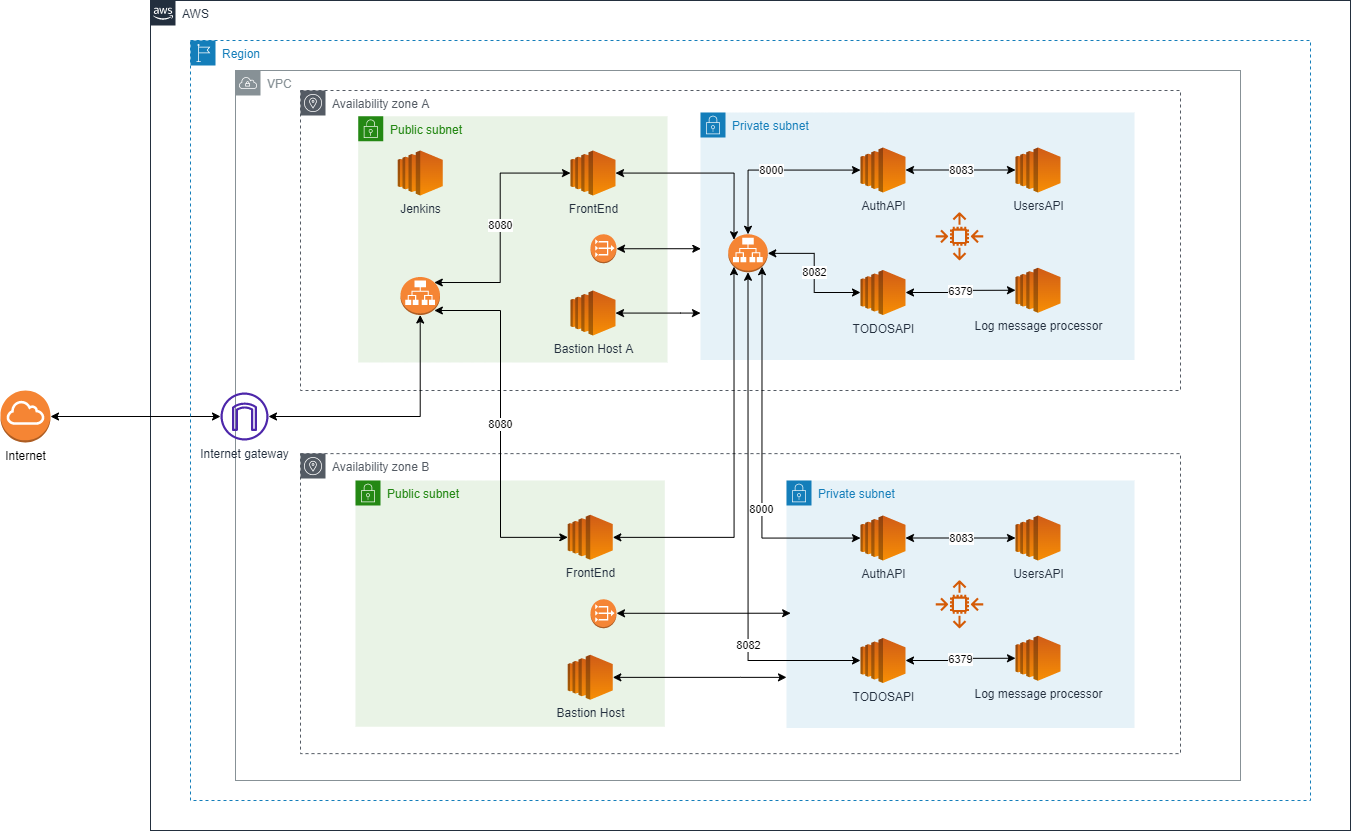 aws
AWS
Region
VPC
Availability zone A
Public subnet
Private subnet
Jenkins
FrontEnd
8080
8000
AuthAPI
8083
UsersAPI
8082
TODOSAPI
6379
Log message processor
Bastion Host A
Internet
Internet gateway
8080
Availability zone B
Public subnet
Private subnet
8000
FrontEnd
AuthAPI
8083
UsersAPI
8082
TODOSAPI
6379
Log message processor
Bastion Host